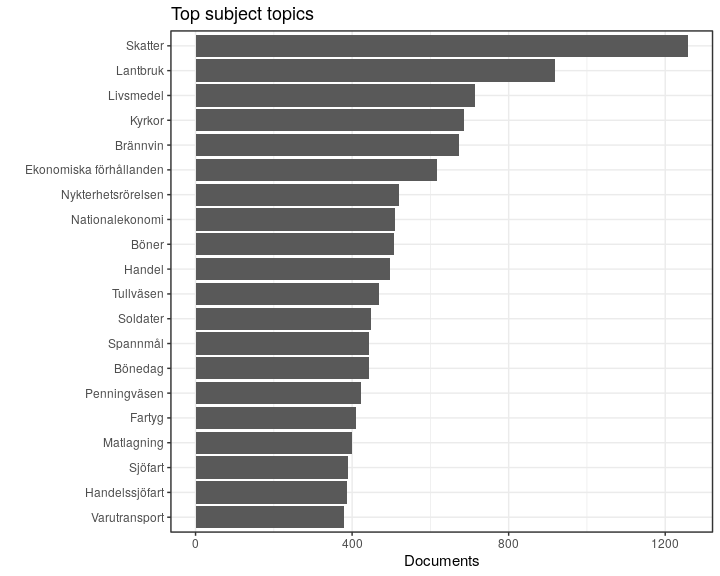 Top subject topics
Skatter
Lantbruk
Livsmedel
Kyrkor
Brännvin
Ekonomiska förhållanden
Nykterhetsrörelsen
Nationalekonomi
Böner
Handel
Tullväsen
Soldater
Spannmål
Bönedag
Penningväsen
Fartyg
Matlagning
Sjöfart
Handelssjöfart
Varutransport
0 400 800 1200
Documents